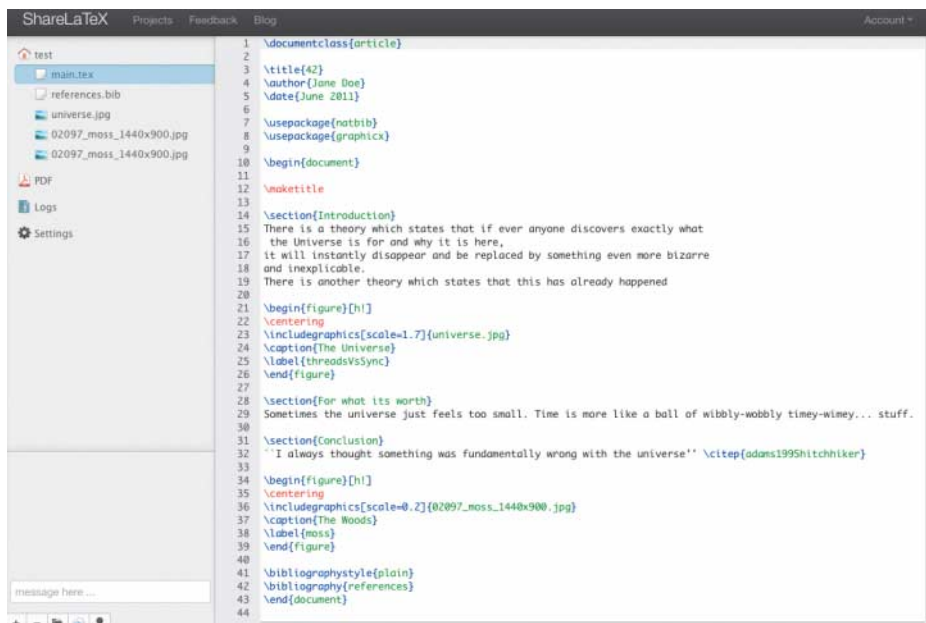 ShareLaTeX Projects Feedback Blog Account
test
main.tex
references.bib
universe.jpg
02097_moss_1440x900.jpg
02097_moss_1440x900.jpg
PDF
Logs
Settings
message here ...
1 \documentclass{article}
2
3 \title{42}
4 \author{Jane Doe}
5 \date{June 2011}
6
7 \usepackage{natbib}
8 \usepackage{graphicx}
9
10 \begin{document}
11
12 \maketitle
13
14 \section{Introduction}
15 There is a theory which states that if ever anyone discovers exactly what
16 the Universe is for and why it is here,
17 it will instantly disappear and be replaced by something even more bizarre
18 and inexplicable.
19 There is another theory which states that this has already happened
20
21 \begin{figure}[h!]
22 \centering
23 \includegraphics[scale=1.7]{universe.jpg}
24 \caption{The Universe}
25 \label{threadsVsSync}
26 \end{figure}
27
28 \section{For what its worth}
29 Sometimes the universe just feels too small. Time is more like a ball of wibbly-wobbly timey-wimey... stuff.
30
31 \section{Conclusion}
32 ``I always thought something was fundamentally wrong with the universe'' \citep{adams1995hitchhiker}
33
34 \begin{figure}[h!]
35 \centering
36 \includegraphics[scale=0.2]{02097_moss_1440x900.jpg}
37 \caption{The Woods}
38 \label{moss}
39 \end{figure}
40
41 \bibliographystyle{plain}
42 \bibliography{references}
43 \end{document}
44